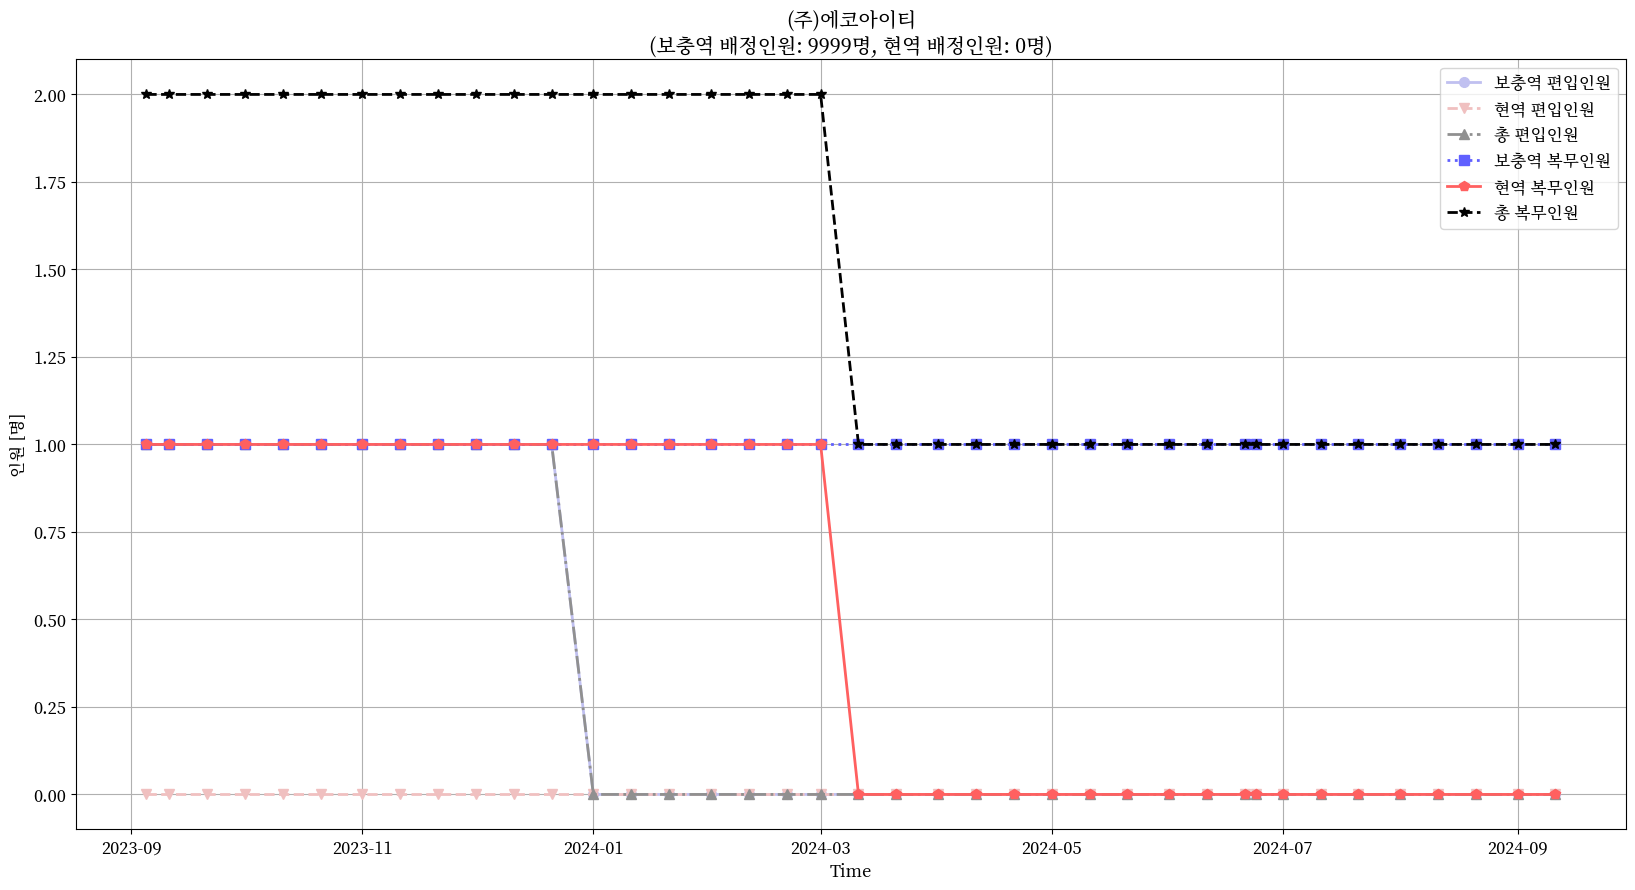 (주)에코아이티
(보충역 배정인원: 9999명, 현역 배정인원: 0명)
보충역 편입인원
현역 편입인원
총 편입인원
보충역 복무인원
현역 복무인원
총 복무인원
인원 [명]
2.00
1.75
1.50
1.25
1.00
0.75
0.50
0.25
0.00
2023-09 2023-11 2024-01 2024-03 2024-05 2024-07 2024-09
Time